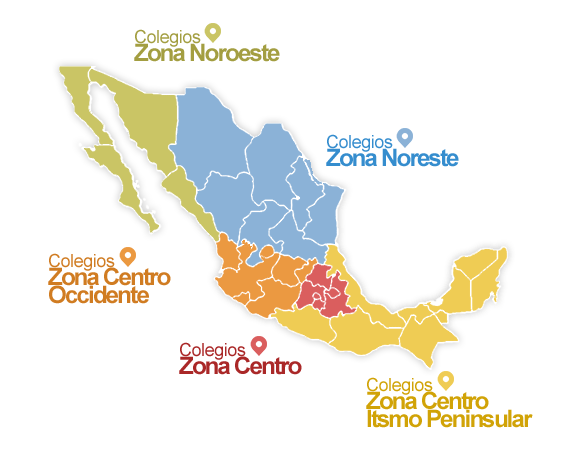 Colegios
Zona Noroeste
Colegios
Zona Noreste
Colegios
Zona Centro
Occidente
Colegios
Zona Centro
Colegios
Zona Centro
Itsmo Peninsular